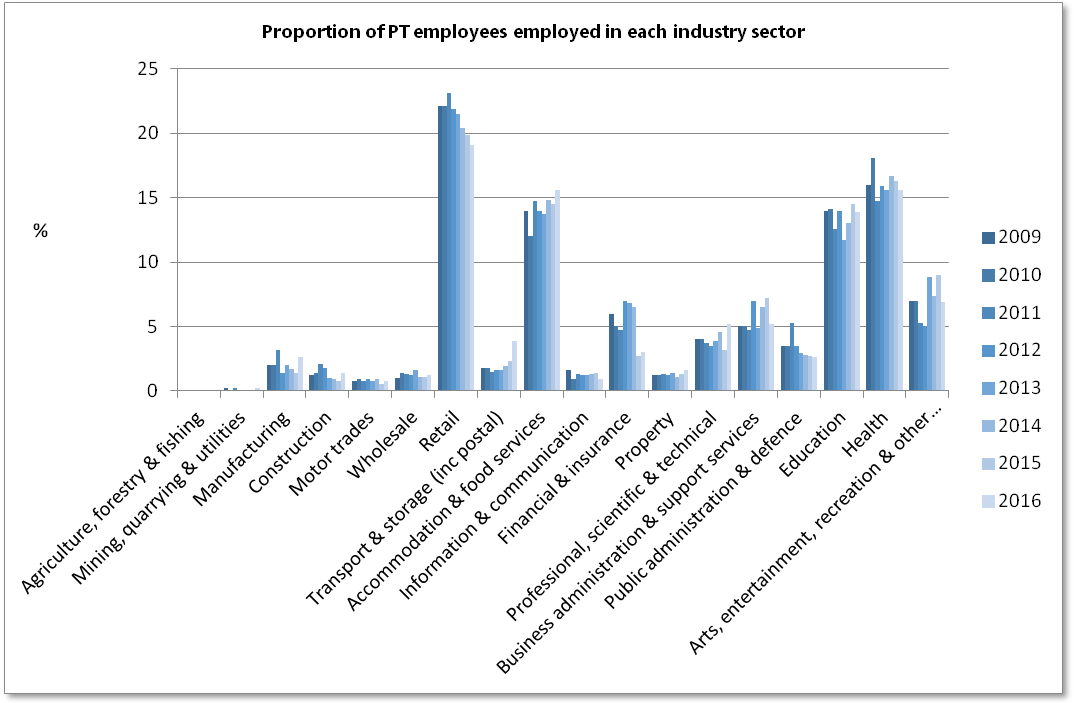 Proportion of PT employees employed in each industry sector
25
20
15
10
5
0
%
Agriculture, forestry & fishing
Mining, quarrying & utilities
Manufacturing
Construction
Motor trades
Wholesale
Retail
Transport & storage (inc postal)
Accommodation & food services
Information & communication
Financial & insurance
Property
Professional, scientific & technical
Business administration & support services
Public administration & defence
Education
Health
Arts, entertainment, recreation & other...
2009
2010
2011
2012
2013
2014
2015
2016